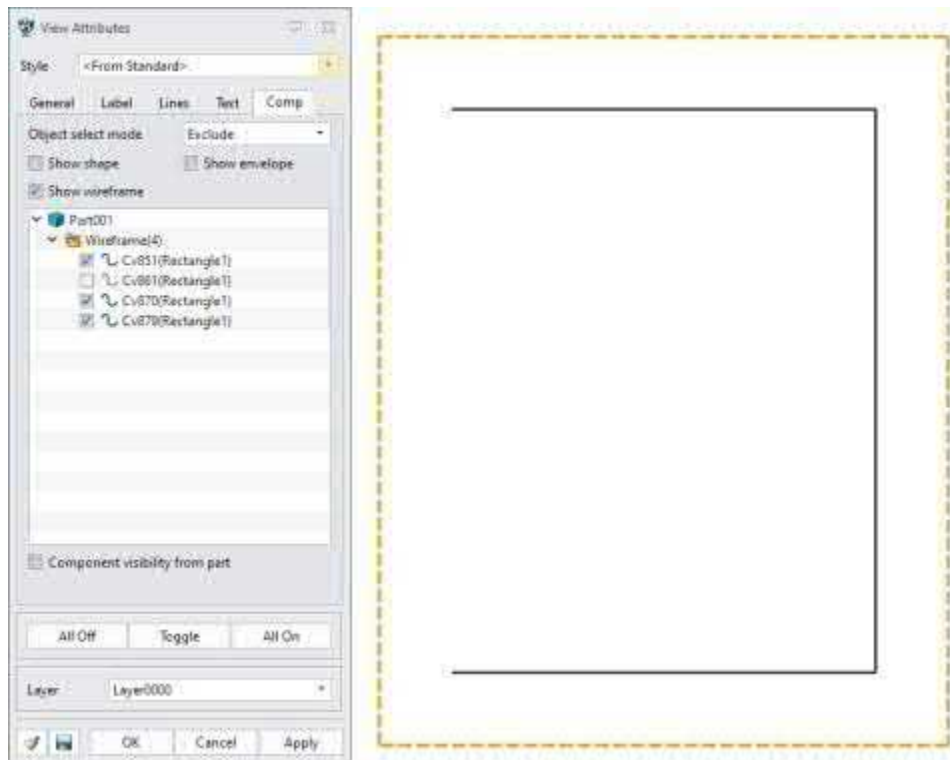 View Attributes
Style <From Standard>
General Label Lines Text Comp
Object select mode Exclude
Show shape Show envelope
Show wireframe
Part001
Wireframe(4)
Cv851(Rectangle1)
Cv861(Rectangle1)
Cv870(Rectangle1)
Cv879(Rectangle1)
Component visibility from part
All Off Toggle All On
Layer Layer0000
OK Cancel Apply